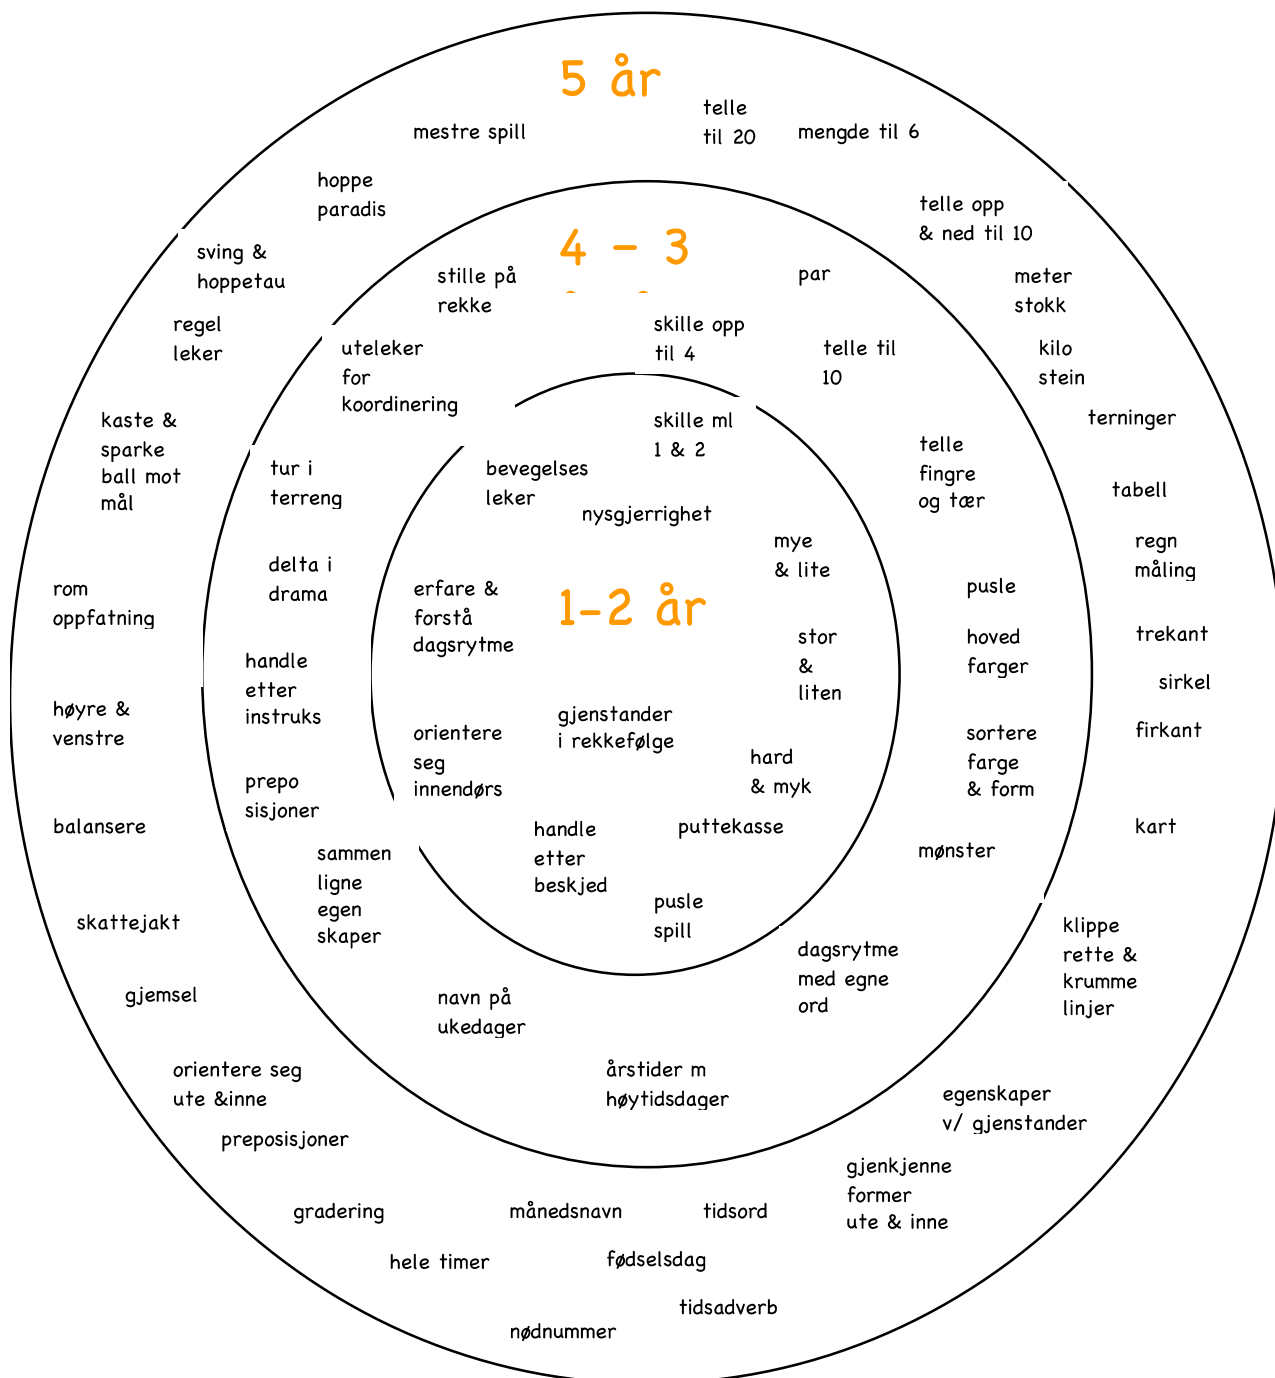 5 år
mestre spill
telle
til 20
mengde til 6
hoppe
paradis
telle opp
& ned til 10
sving &
hoppetau
meter
stokk
regel
leker
kilo
stein
kaste &
sparke
ball mot
mål
terninger
tabell
regn
måling
rom
oppfatning
trekant
sirkel
høyre &
venstre
firkant
balansere
kart
skattejakt
klippe
rette &
krumme
linjer
gjemsel
orientere seg
ute &inne
egenskaper
v/ gjenstander
preposisjoner
gjenkjenne
former
ute & inne
gradering
månedsnavn
tidsord
hele timer
fødselsdag
tidsadverb
nødnummer
4 - 3
stille på
rekke
par
skille opp
til 4
uteleker
for
koordinering
telle til
10
tur i
terreng
telle
fingre
og tær
delta i
drama
pusle
handle
etter
instruks
hoved
farger
prepo
sisjoner
sortere
farge
& form
sammen
ligne
egen
skaper
mønster
navn på
ukedager
dagsrytme
med egne
ord
årstider m
høytidsdager
skille ml
1 & 2
bevegelses
leker
nysgjerrighet
mye
& lite
erfare &
forstå
dagsrytme
1-2 år
stor
&
liten
orientere
seg
innendørs
gjenstander
i rekkefølge
hard
& myk
handle
etter
beskjed
puttekasse
pusle
spill